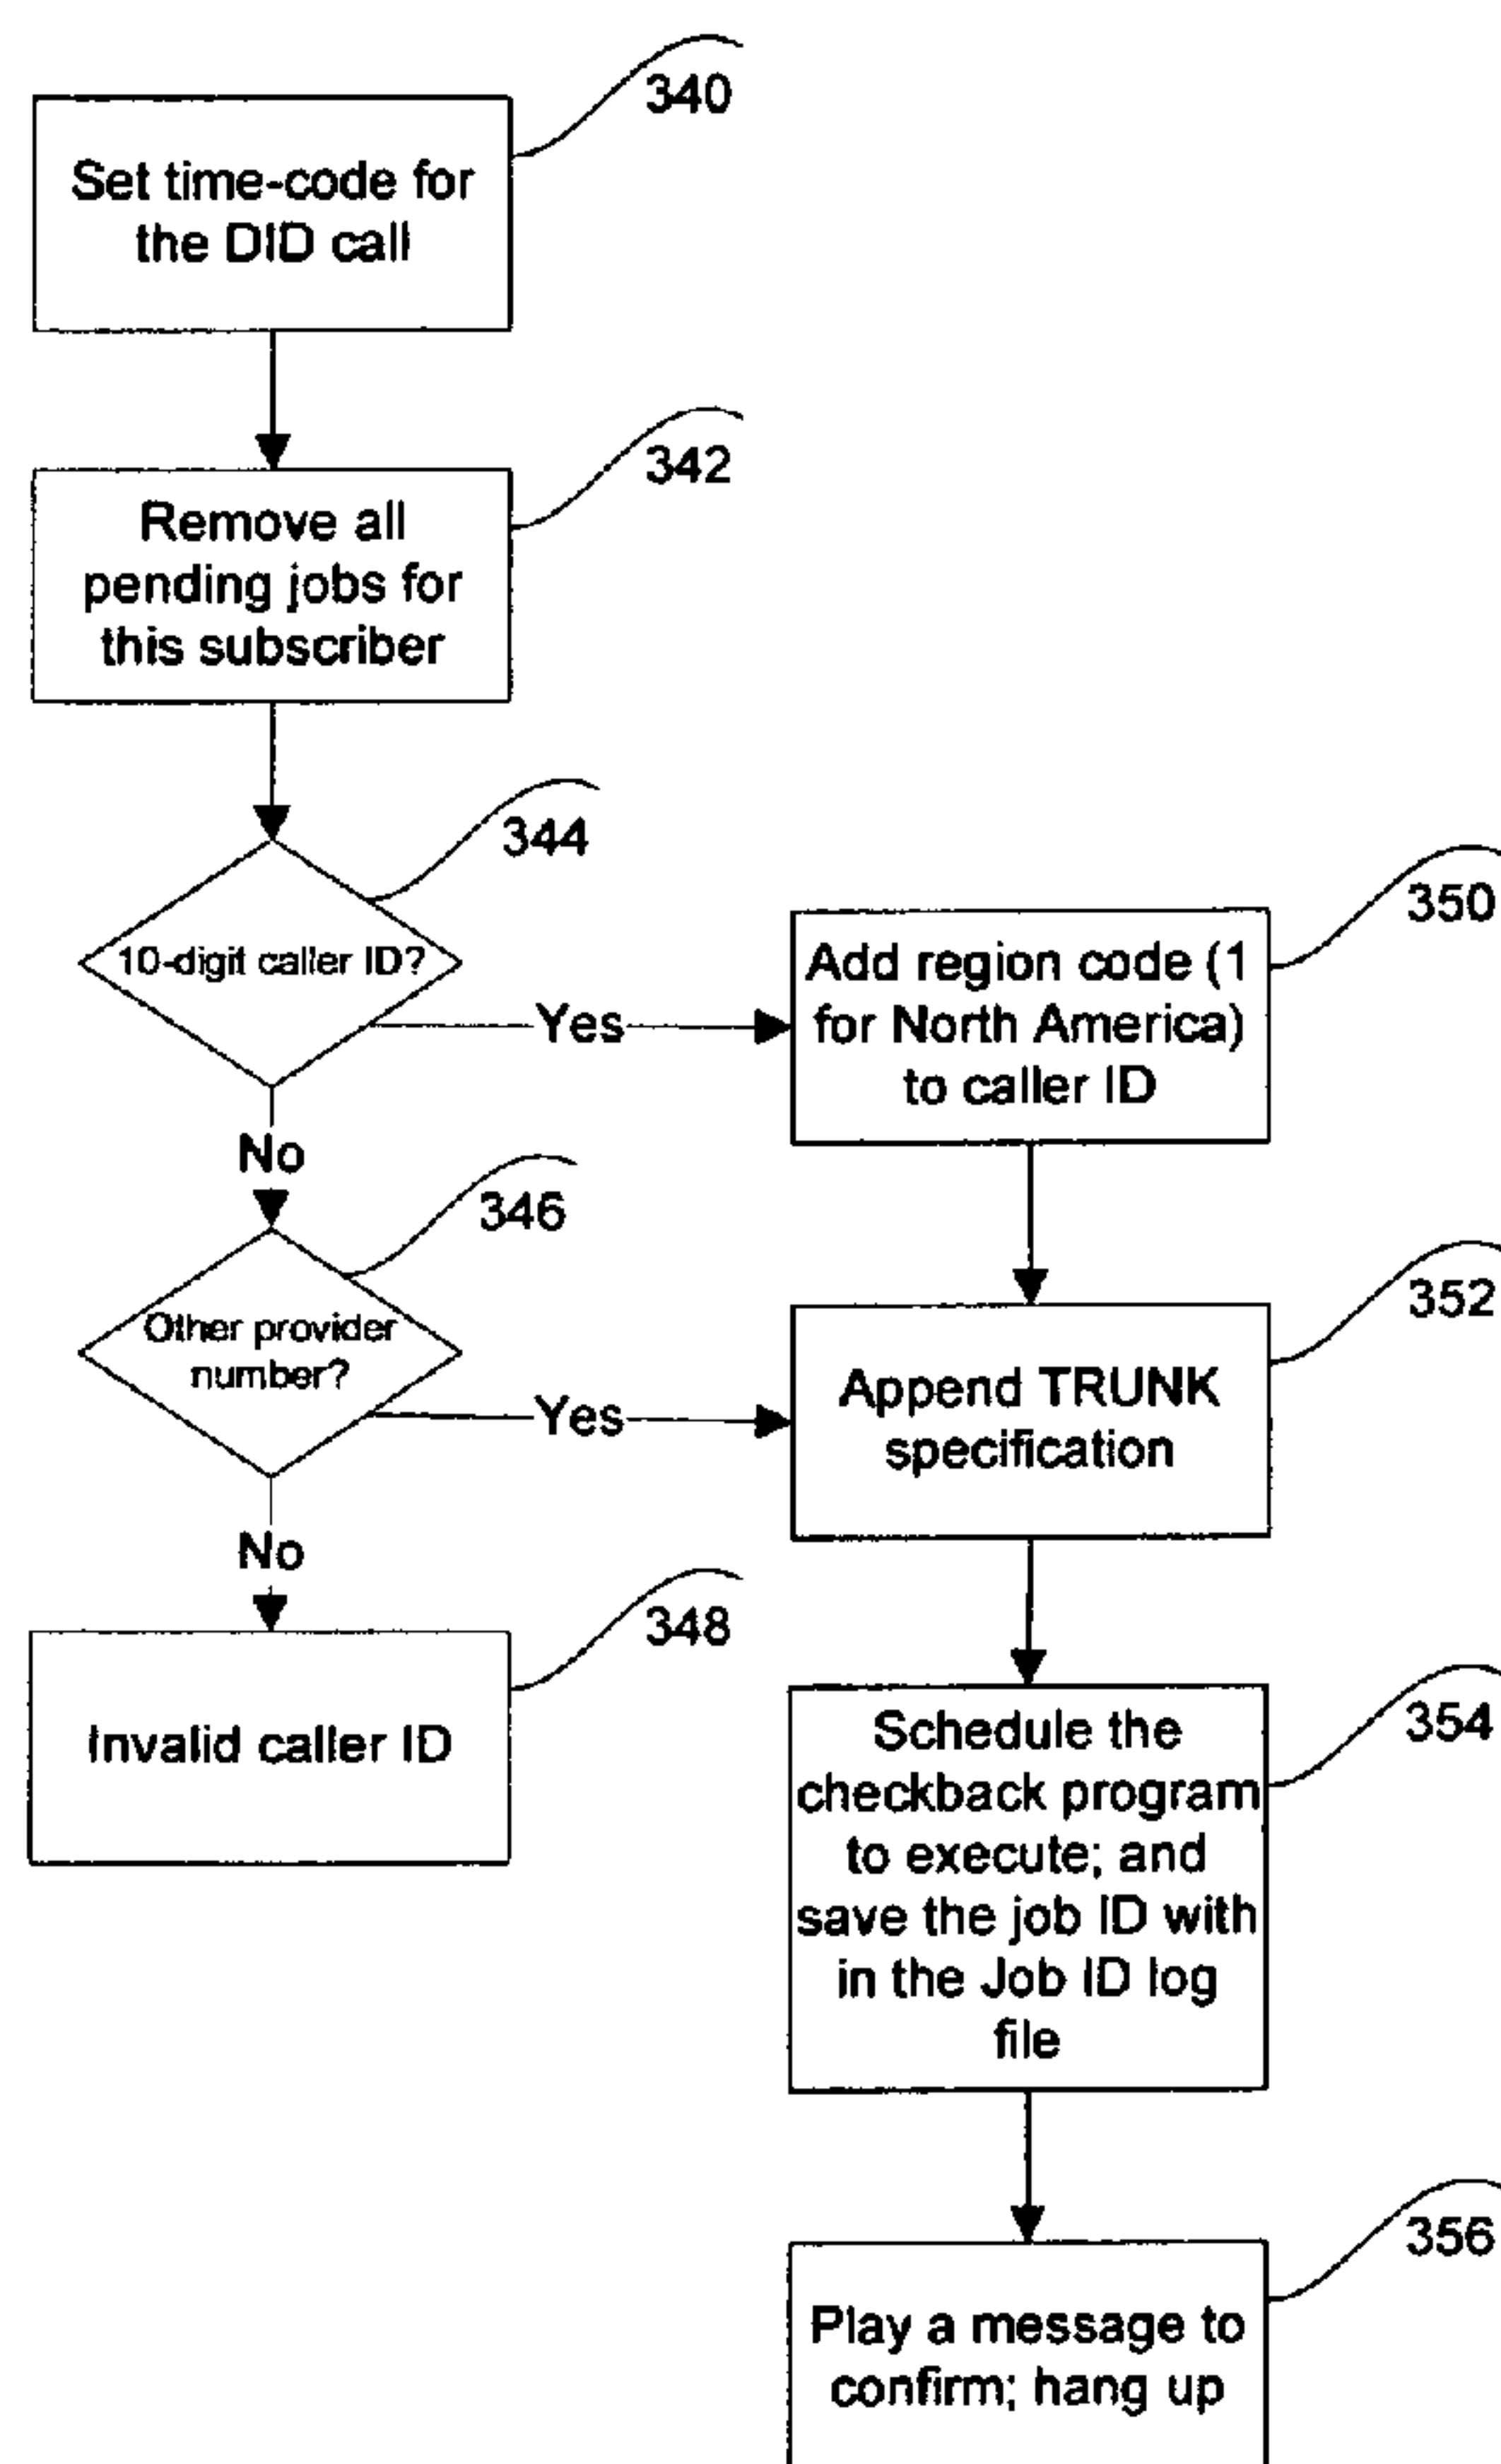 340
Set time-code for
the DID call
342
Remove all
pending jobs for
this subscriber
344
10-digit caller ID?
Yes
No
346
Other provider
number?
Yes
No
348
Invalid caller ID
350
Add region code (1
for North America)
to caller ID
352
Append TRUNK
specification
354
Schedule the
checkback program
to execute; and
save the job ID with
in the Job ID log
file
356
Play a message to
confirm; hang up